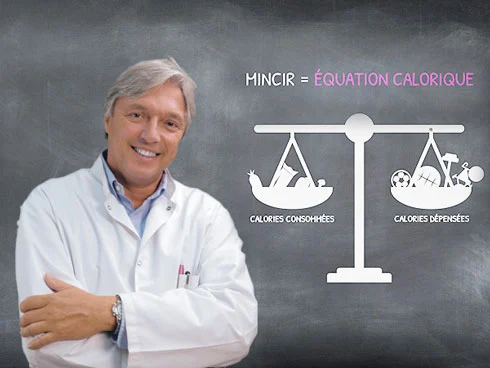 MINCIR = ÉQUATION CALORIQUE
CALORIES CONSOMMÉES
CALORIES DÉPENSÉES